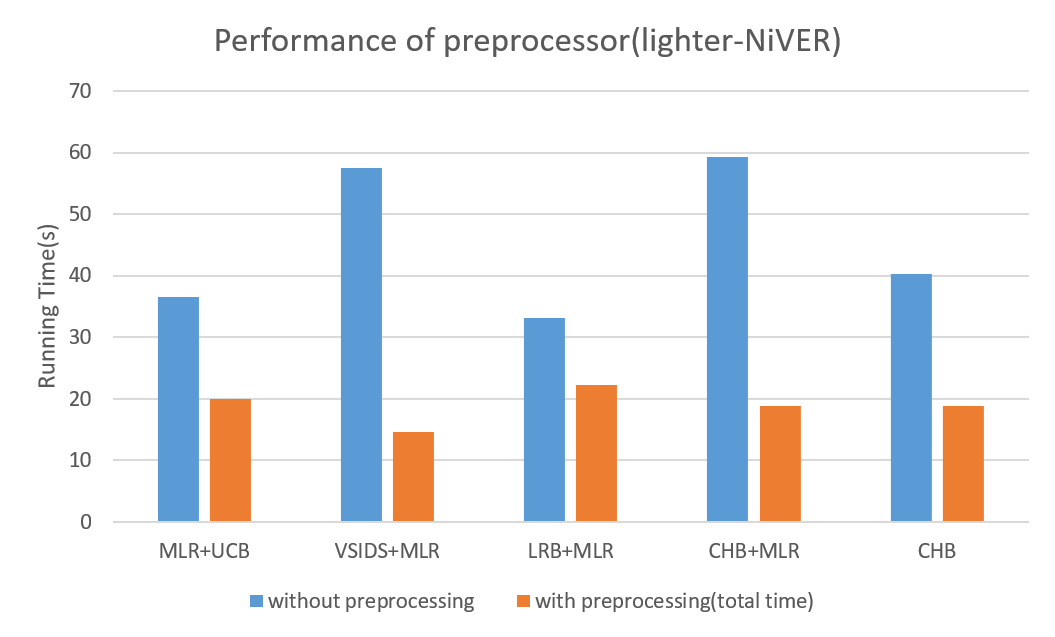 Performance of preprocessor(lighter-NiVER)
Running Time(s)
70
60
50
40
30
20
10
0
MLR+UCB VSIDS+MLR LRB+MLR CHB+MLR CHB
without preprocessing with preprocessing(total time)